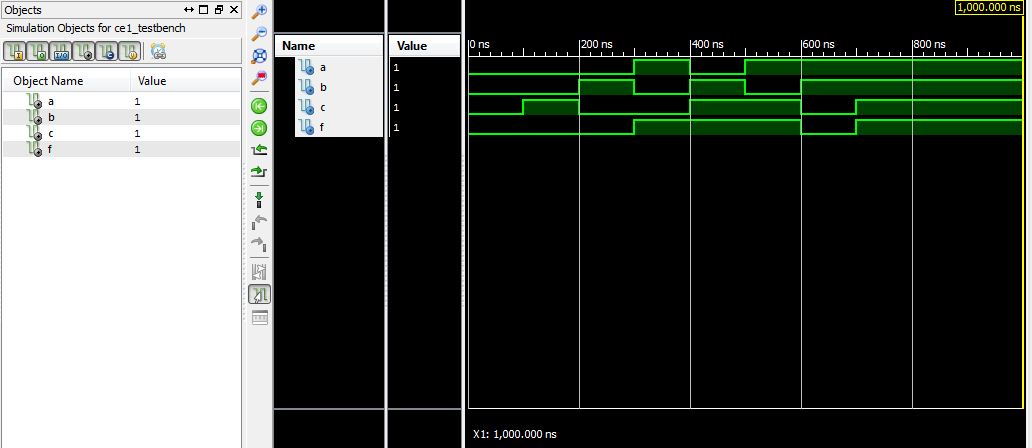 Objects
Simulation Objects for ce1_testbench
Object Name Value
a 1
b 1
c 1
f 1
1,000.000 ns
Name Value
0 ns 200 ns 400 ns 600 ns 800 ns
a 1
b 1
c 1
f 1
X1: 1,000.000 ns